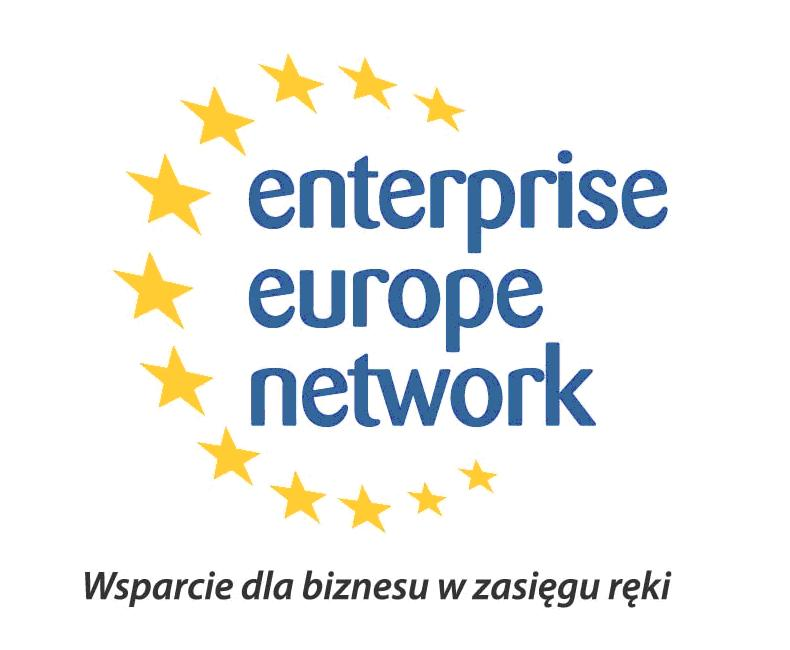 enterprise
europe
network
Wsparcie dla biznesu w zasięgu ręki